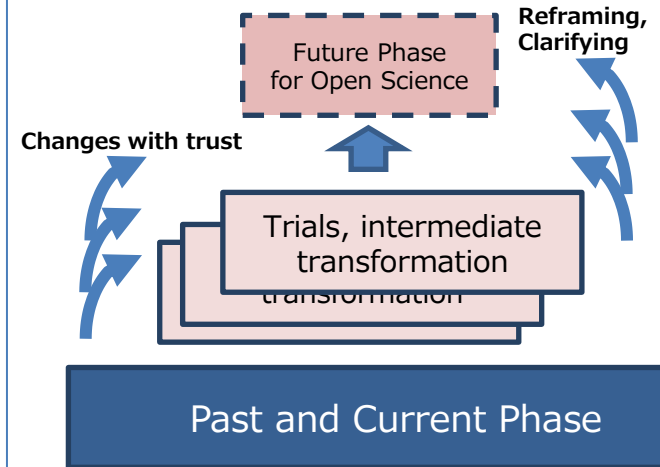 Reframing,
Clarifying
Future Phase
for Open Science
Changes with trust
Trials, intermediate
transformation
transformation
Past and Current Phase